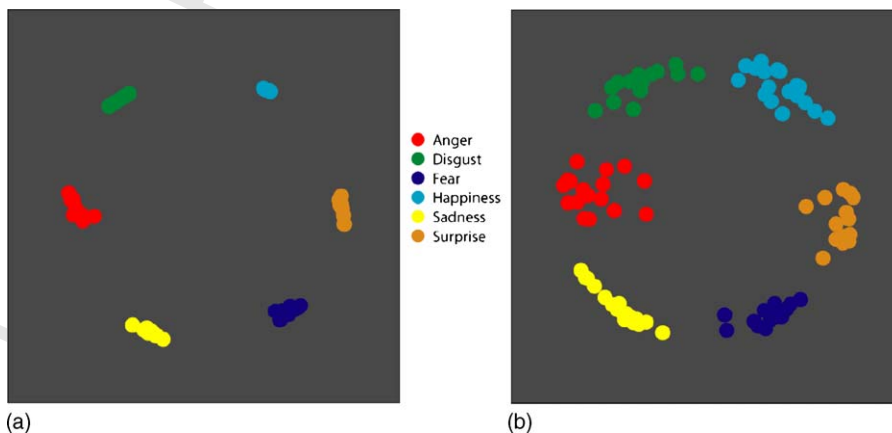 Anger
Disgust
Fear
Happiness
Sadness
Surprise
(a)
(b)